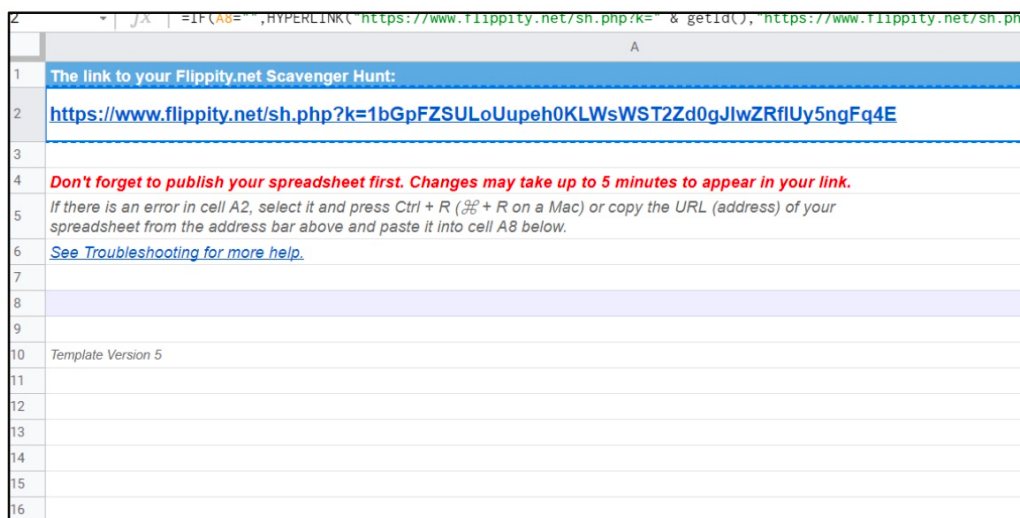 2 fx =IF(A8="",HYPERLINK("https://www.flippity.net/sh.php?k=" & getId(),"https://www.flippity.net/sh.ph
A
1 The link to your Flippity.net Scavenger Hunt:
2 https://www.flippity.net/sh.php?k=1bGpFZSULoUupeh0KLWsWST2Zd0gJlwZRflUy5ngFq4E
3
4 Don't forget to publish your spreadsheet first. Changes may take up to 5 minutes to appear in your link.
5 If there is an error in cell A2, select it and press Ctrl + R (⌘ + R on a Mac) or copy the URL (address) of your
spreadsheet from the address bar above and paste it into cell A8 below.
6 See Troubleshooting for more help.
7
8
9
10 Template Version 5
11
12
13
14
15
16